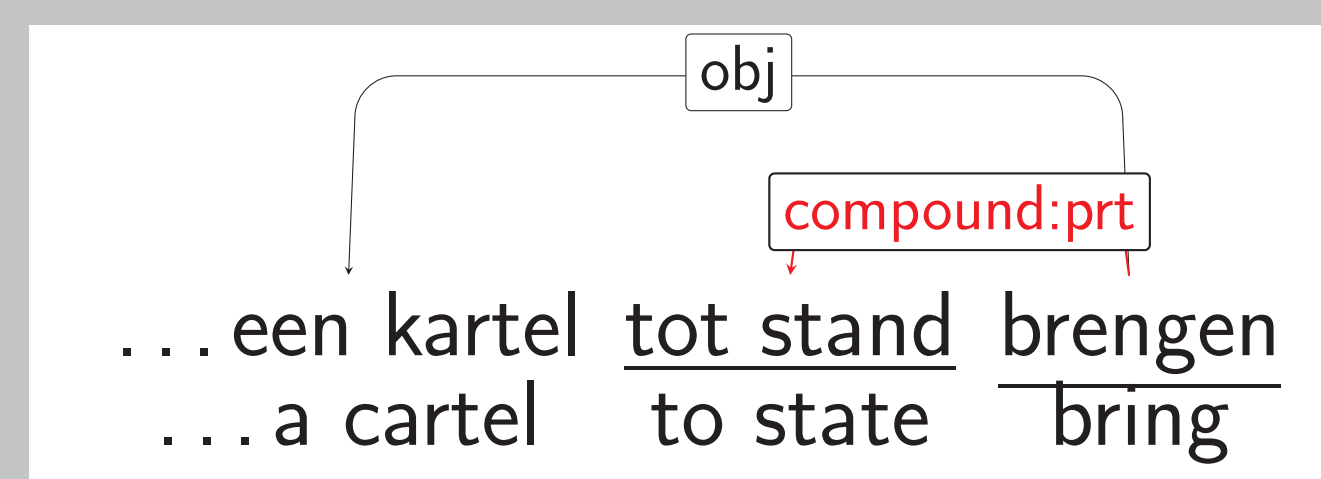 obj
compound:prt
. . . een kartel tot stand brengen
. . . a cartel to state bring